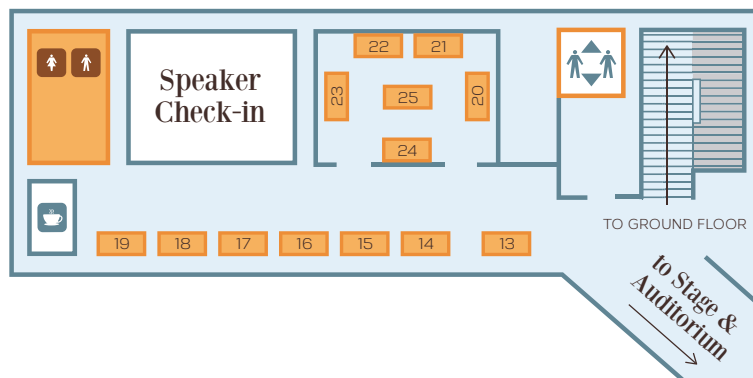 22
21
Speaker
Check-in
23
25
20
24
TO GROUND FLOOR
19
18
17
16
15
14
13
to Stage &
Auditorium